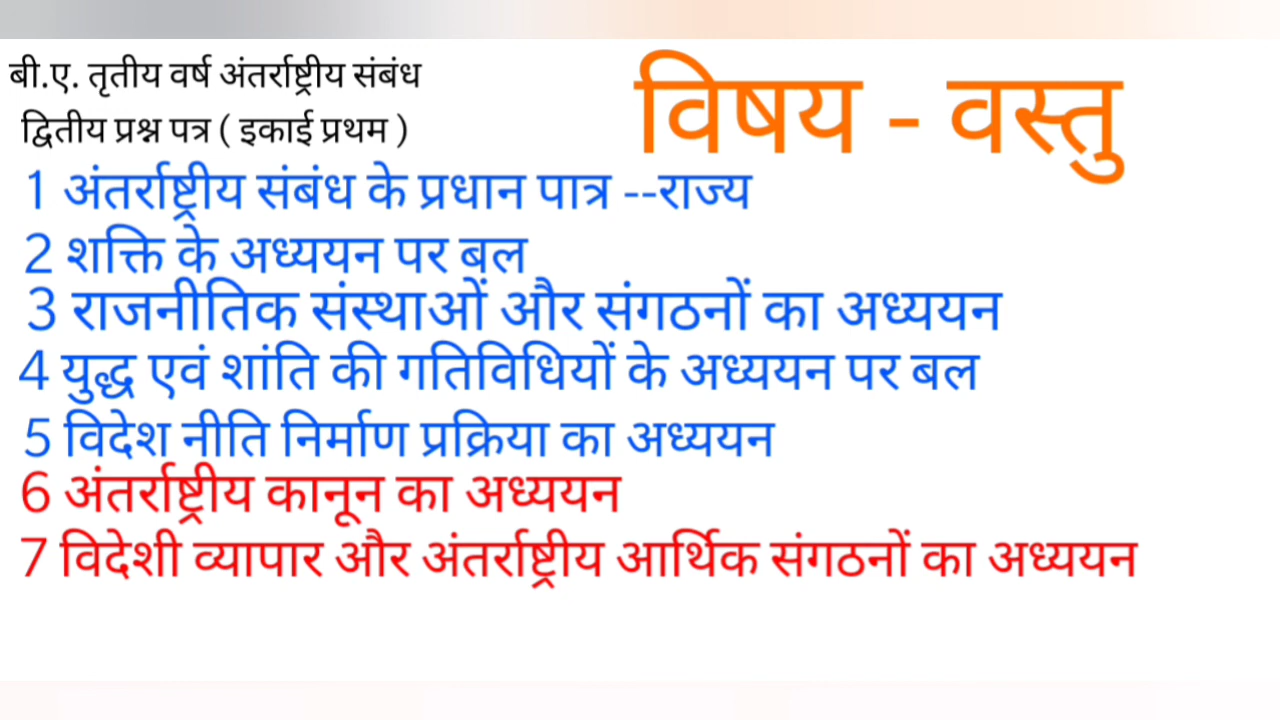 बी.ए. तृतीय वर्ष अंतर्राष्ट्रीय संबंध
द्वितीय प्रश्न पत्र ( इकाई प्रथम )
विषय - वस्तु
1 अंतर्राष्ट्रीय संबंध के प्रधान पात्र --राज्य
2 शक्ति के अध्ययन पर बल
3 राजनीतिक संस्थाओं और संगठनों का अध्ययन
4 युद्ध एवं शांति की गतिविधियों के अध्ययन पर बल
5 विदेश नीति निर्माण प्रक्रिया का अध्ययन
6 अंतर्राष्ट्रीय कानून का अध्ययन
7 विदेशी व्यापार और अंतर्राष्ट्रीय आर्थिक संगठनों का अध्ययन